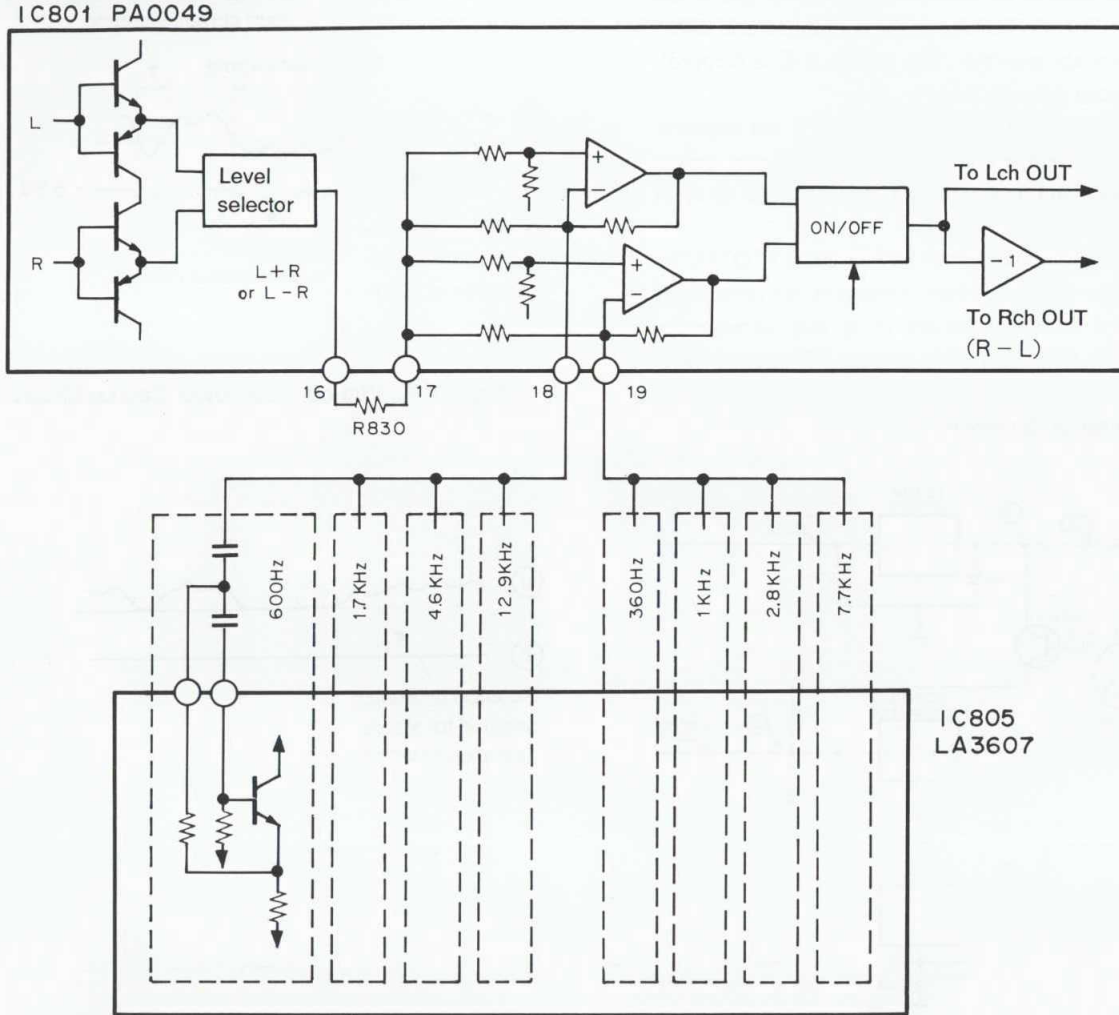 IC801 PA0049
L
R
Level
selector
L+R
or L-R
+
-
+
-
ON/OFF
To Lch OUT
-1
To Rch OUT
(R-L)
16
17
18
19
R830
600Hz
1.7KHz
4.6KHz
12.9KHz
360Hz
1KHz
2.8KHz
7.7KHz
IC805
LA3607